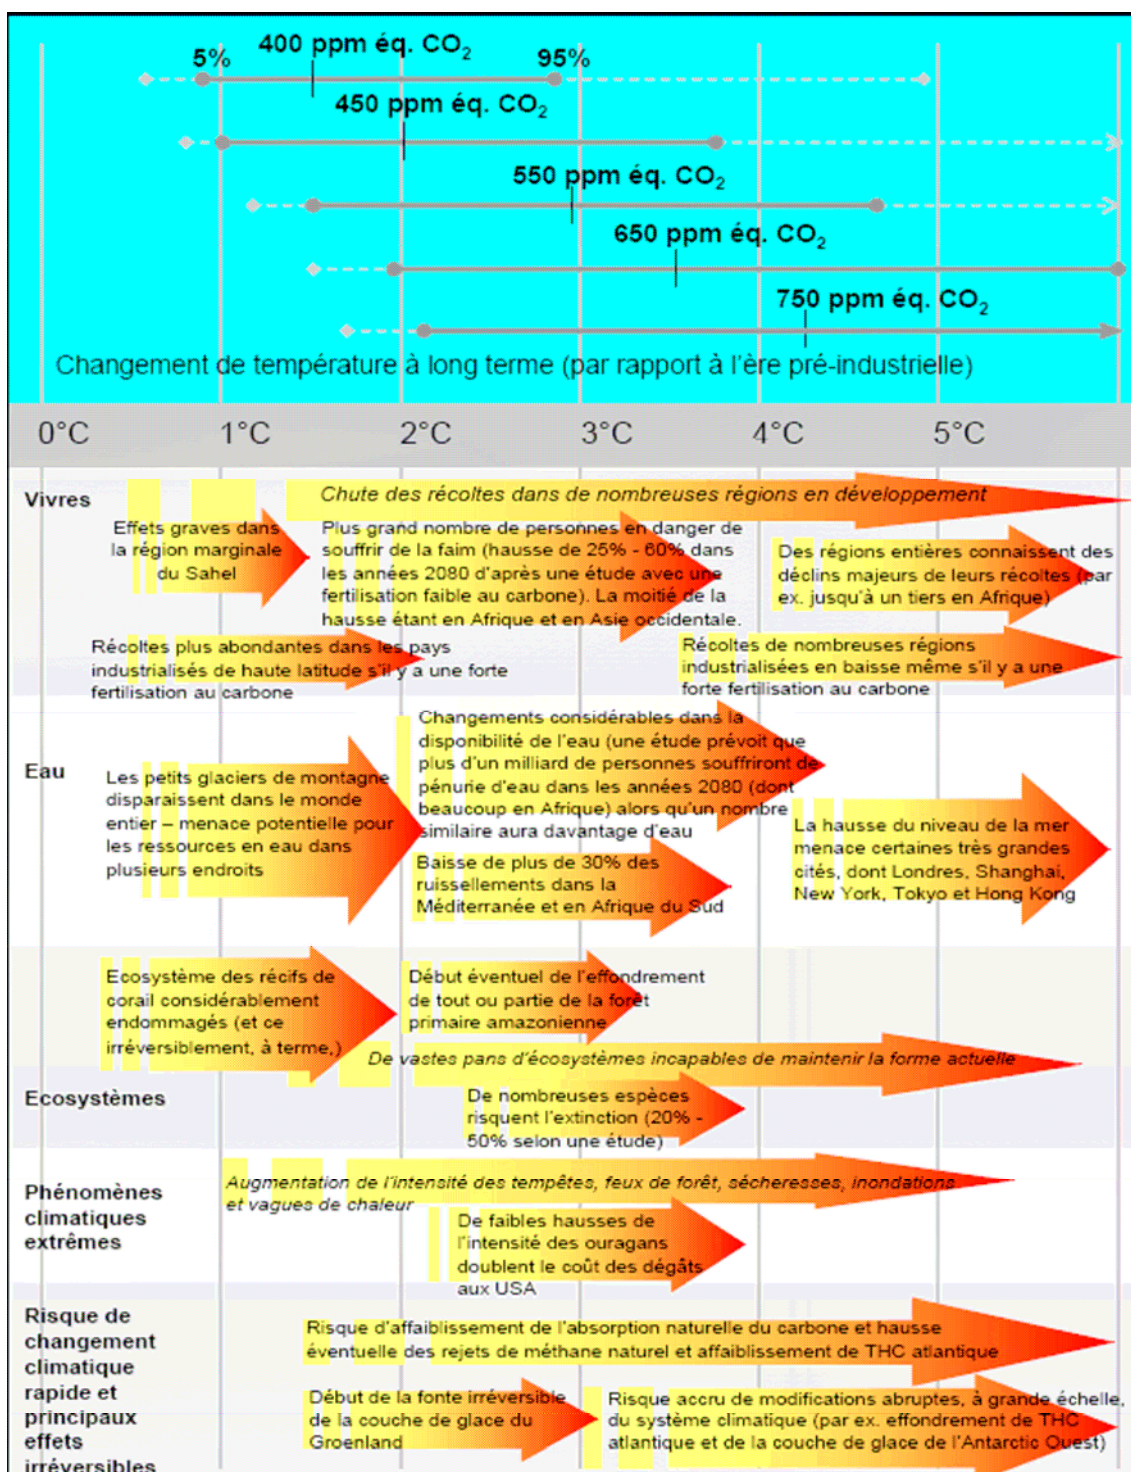 400 ppm éq. CO₂
5%
95%
450 ppm éq. CO₂
550 ppm éq. CO₂
650 ppm éq. CO₂
750 ppm éq. CO₂
Changement de température à long terme (par rapport à l'ère pré-industrielle)
0°C 1°C 2°C 3°C 4°C 5°C
Vivres
Chute des récoltes dans de nombreuses régions en développement
Effets graves dans
la région marginale
du Sahel
Plus grand nombre de personnes en danger de
souffrir de la faim (hausse de 25% - 60% dans
les années 2080 d'après une étude avec une
fertilisation faible au carbone). La moitié de la
hausse étant en Afrique et en Asie occidentale.
Des régions entières connaissent des
déclins majeurs de leurs récoltes (par
ex. jusqu'à un tiers en Afrique)
Récoltes plus abondantes dans les pays
industrialisés de haute latitude s'il y a une forte
fertilisation au carbone
Récoltes de nombreuses régions
industrialisées en baisse même s'il y a une
forte fertilisation au carbone
Eau
Les petits glaciers de montagne
disparaissent dans le monde
entier – menace potentielle pour
les ressources en eau dans
plusieurs endroits
Changements considérables dans la
disponibilité de l'eau (une étude prévoit que
plus d'un milliard de personnes souffriront de
pénurie d'eau dans les années 2080 (dont
beaucoup en Afrique) alors qu'un nombre
similaire aura davantage d'eau
Baisse de plus de 30% des
ruissellements dans la
Méditerranée et en Afrique du Sud
La hausse du niveau de la mer
menace certaines très grandes
cités, dont Londres, Shanghai,
New York, Tokyo et Hong Kong
Ecosystèmes
Ecosystème des récifs de
corail considérablement
endommagés (et ce
irréversiblement, à terme,)
Début éventuel de l'effondrement
de tout ou partie de la forêt
primaire amazonienne
De vastes pans d'écosystèmes incapables de maintenir la forme actuelle
De nombreuses espèces
risquent l'extinction (20% -
50% selon une étude)
Phénomènes
climatiques
extrêmes
Augmentation de l'intensité des tempêtes, feux de forêt, sécheresses, inondations
et vagues de chaleur
De faibles hausses de
l'intensité des ouragans
doublent le coût des dégâts
aux USA
Risque de
changement
climatique
rapide et
principaux
effets
irréversibles
Risque d'affaiblissement de l'absorption naturelle du carbone et hausse
éventuelle des rejets de méthane naturel et affaiblissement de THC atlantique
Début de la fonte irréversible
de la couche de glace du
Groenland
Risque accru de modifications abruptes, à grande échelle,
du système climatique (par ex. effondrement de THC
atlantique et de la couche de glace de l'Antarctic Ouest)